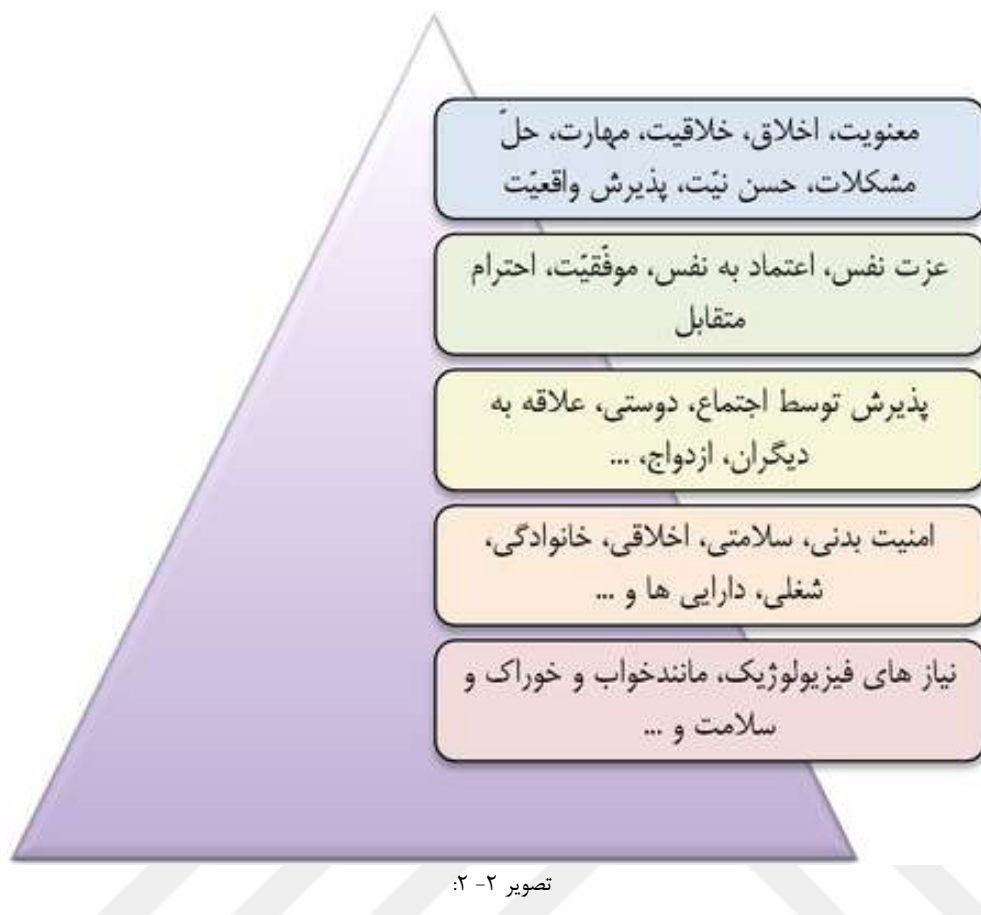 معنویت، اخلاق، خلاقیت، مهارت، حلّ
مشکلات، حسن نیّت، پذیرش واقعیّت
عزت نفس، اعتماد به نفس، موفّقیّت، احترام
متقابل
پذیرش توسط اجتماع، دوستی، علاقه به
دیگران، ازدواج، ...
امنیت بدنی، سلامتی، اخلاقی، خانوادگی،
شغلی، دارایی ها و ...
نیاز های فیزیولوژیک، مانندخواب و خوراک و
سلامت و ...
تصویر ۲- ۲: